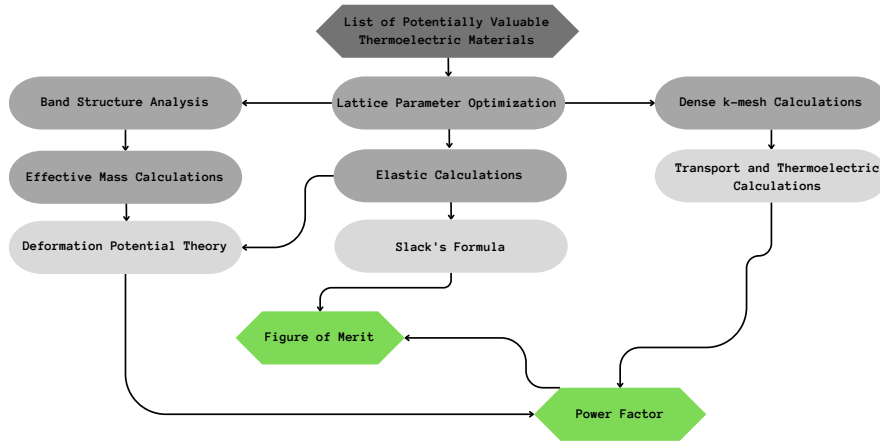 List of Potentially Valuable
Thermoelectric Materials
Band Structure Analysis
Lattice Parameter Optimization
Dense k-mesh Calculations
Effective Mass Calculations
Elastic Calculations
Transport and Thermoelectric
Calculations
Deformation Potential Theory
Slack's Formula
Figure of Merit
Power Factor